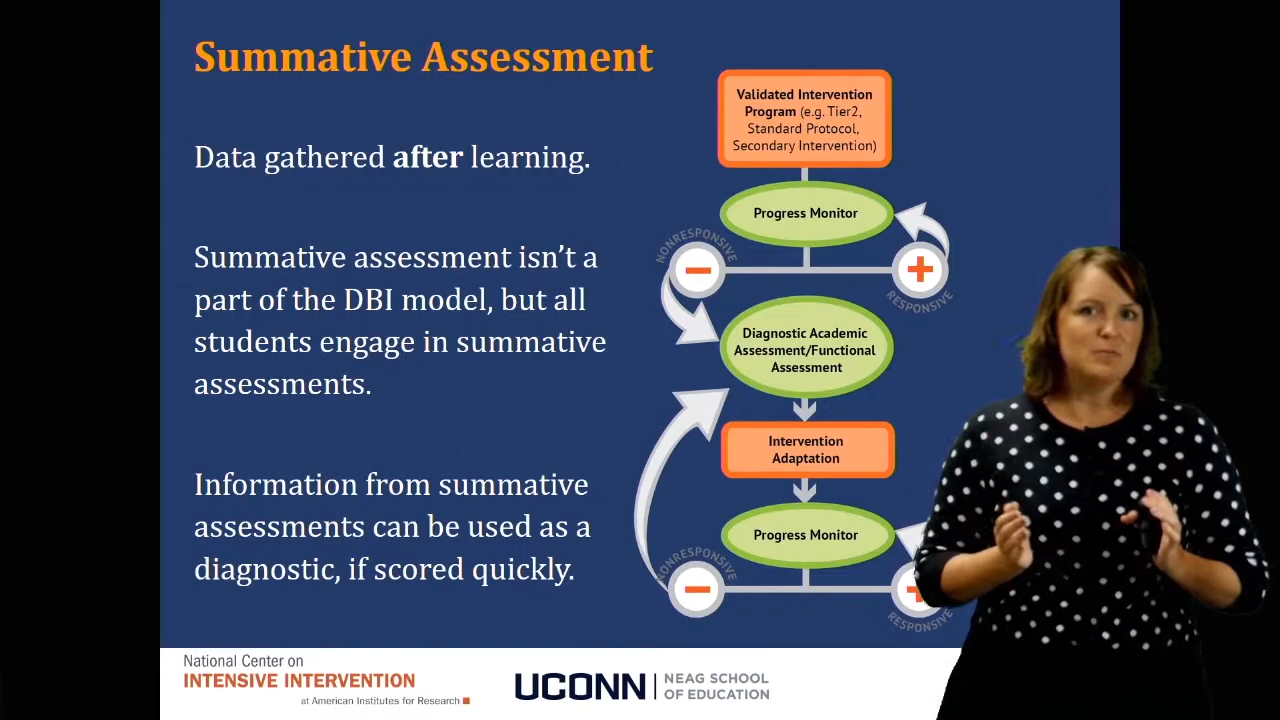 Summative Assessment
Data gathered after learning.
Summative assessment isn't a
part of the DBI model, but all
students engage in summative
assessments.
Information from summative
assessments can be used as a
diagnostic, if scored quickly.
Validated Intervention
Program (e.g. Tier2,
Standard Protocol,
Secondary Intervention)
Progress Monitor
NONRESPONSIVE
RESPONSIVE
Diagnostic Academic
Assessment/Functional
Assessment
Intervention
Adaptation
Progress Monitor
NONRESPONSIVE
RESPONSIVE
National Center on
INTENSIVE INTERVENTION
at American Institutes for Research
UCONN
NEAG SCHOOL
OF EDUCATION